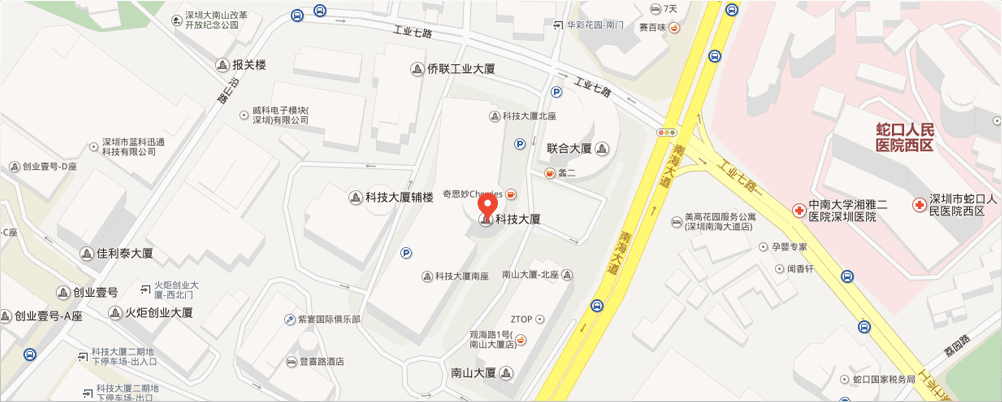 深圳大南山改革
开放纪念公园
工业七路
华彩花园-南门
7天
赛百味
报关楼
沿山路
侨联工业大厦
工业七路
威科电子模块(
深圳)有限公司
科技大厦北座
蛇口人民
医院西区
深圳市蓝科迅通
科技有限公司
联合大厦
南海大道
工业七路
创业壹号-D座
盏二
科技大厦辅楼
奇思妙Cherries
科技大厦
中南大学湘雅二
医院深圳医院
深圳市蛇口人
民医院西区
美高花园服务公寓
(深圳南海大道店)
-C座
佳利泰大厦
南海大道
孕婴专家
闻香轩
科技大厦南座
南山大厦-北座
创业壹号
火炬创业大
厦-西北门
创业壹号-A座
火炬创业大厦
紫宴国际俱乐部
ZTOP
观海路1号(
南山大厦店)
荔园路
科技大厦二期地
下停车场-出入口
登喜路酒店
南山大厦
蛇口国家税务局
工业七路
科技大厦二期地
下停车场-出口